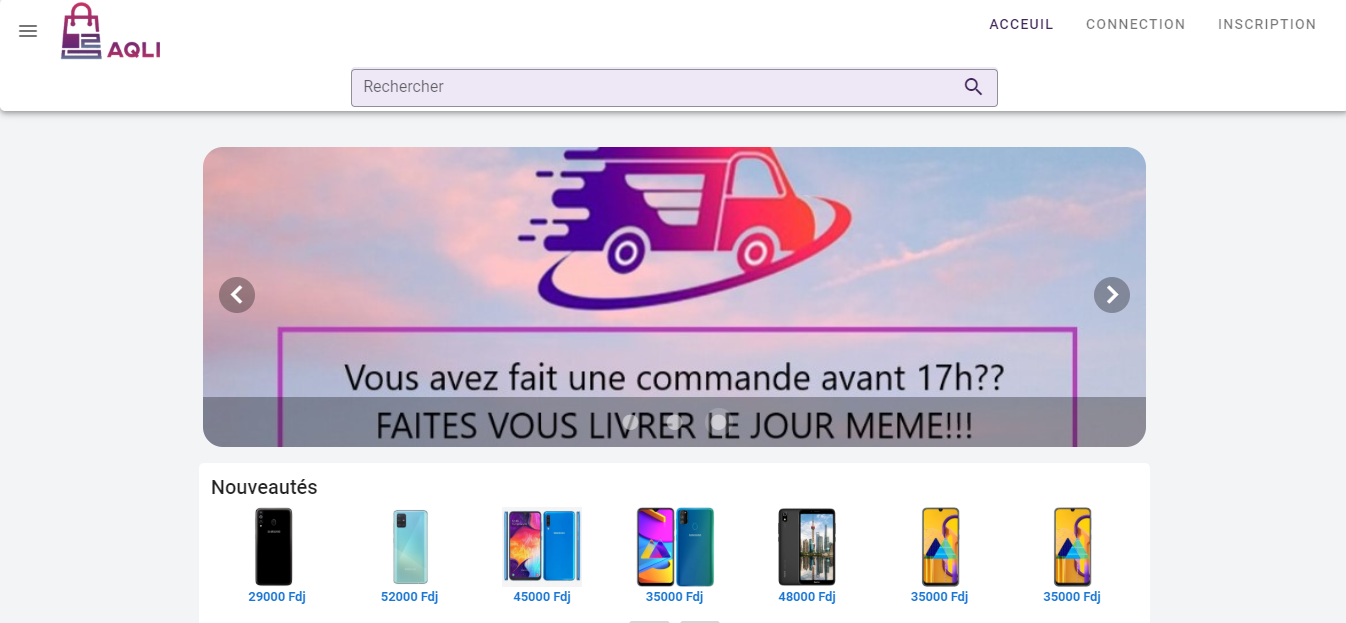 AQLI
ACCEUIL CONNECTION INSCRIPTION
Rechercher
Vous avez fait une commande avant 17h??
FAITES VOUS LIVRER LE JOUR MEME!!!
Nouveautés
29000 Fdj 52000 Fdj 45000 Fdj 35000 Fdj 48000 Fdj 35000 Fdj 35000 Fdj